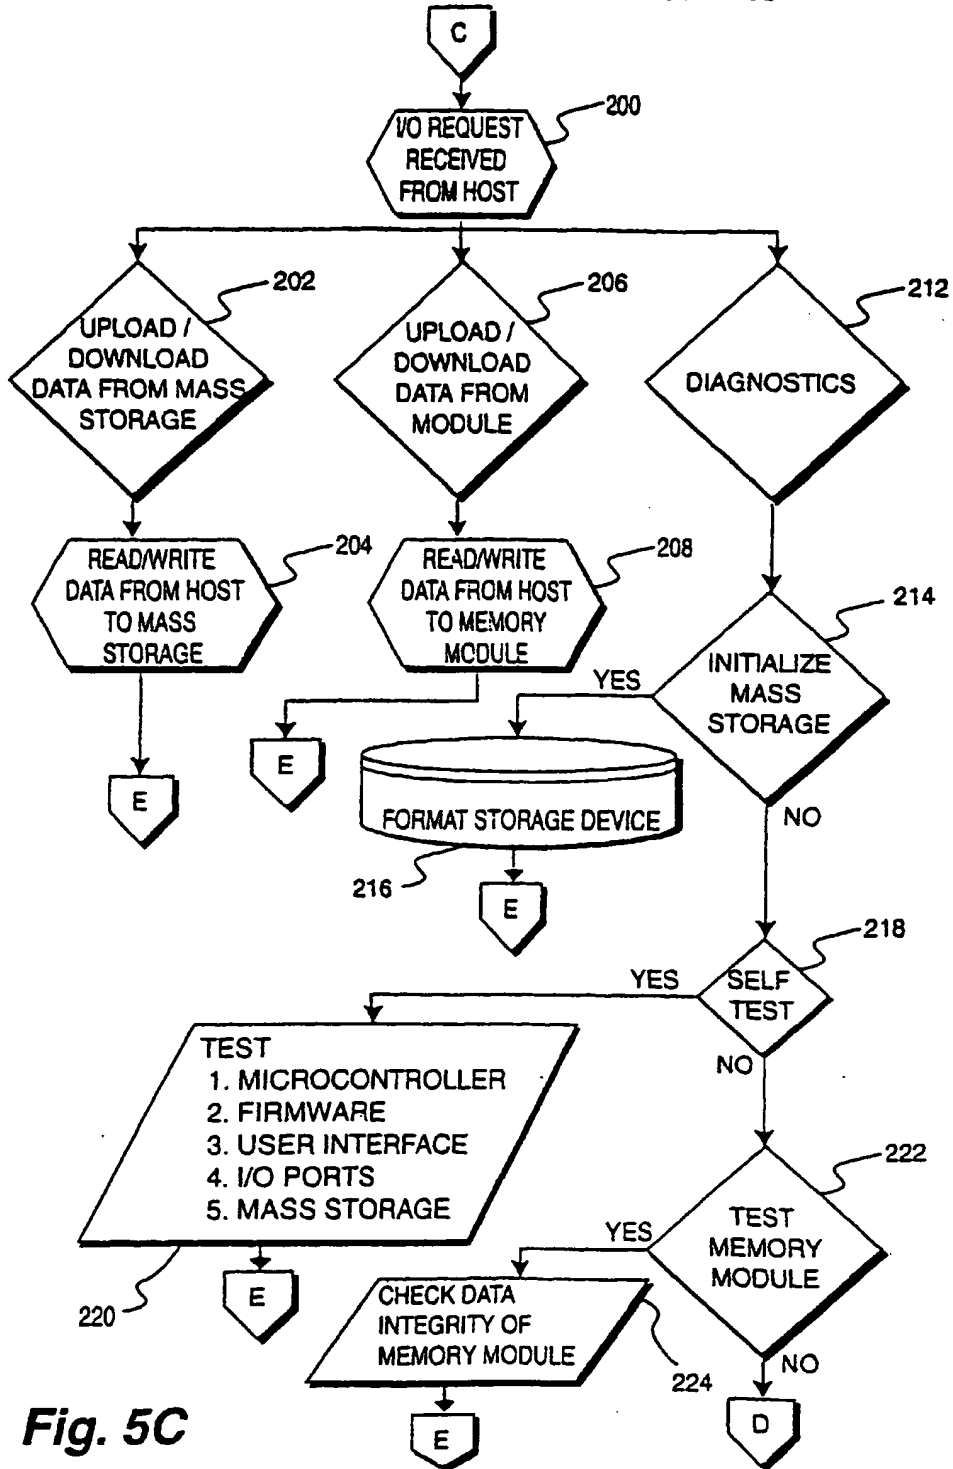 C
200
I/O REQUEST
RECEIVED
FROM HOST
202
206
212
UPLOAD /
DOWNLOAD
DATA FROM MASS
STORAGE
UPLOAD /
DOWNLOAD
DATA FROM
MODULE
DIAGNOSTICS
204
READ/WRITE
DATA FROM HOST
TO MASS
STORAGE
208
READ/WRITE
DATA FROM HOST
TO MEMORY
MODULE
214
INITIALIZE
MASS
STORAGE
YES
NO
E
E
FORMAT STORAGE DEVICE
216
E
218
SELF
TEST
YES
NO
TEST
1. MICROCONTROLLER
2. FIRMWARE
3. USER INTERFACE
4. I/O PORTS
5. MASS STORAGE
220
E
222
TEST
MEMORY
MODULE
YES
NO
CHECK DATA
INTEGRITY OF
MEMORY MODULE
224
E
D
Fig. 5C